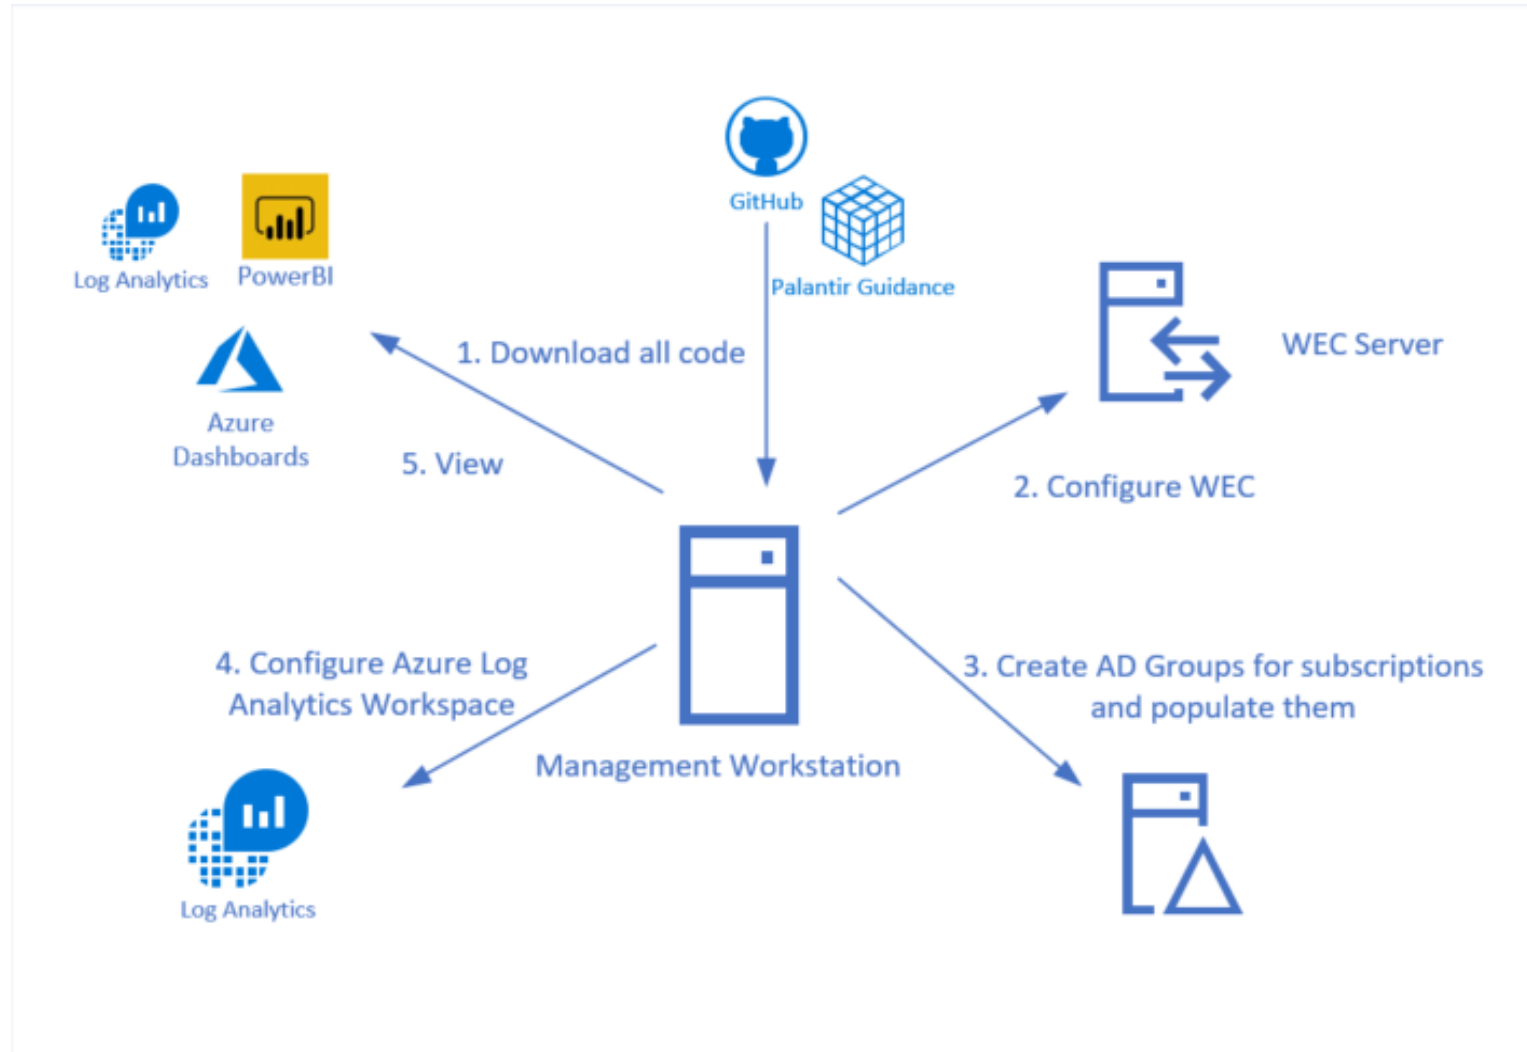 GitHub
Palantir Guidance
Log Analytics
PowerBI
Azure
Dashboards
1. Download all code
5. View
WEC Server
2. Configure WEC
4. Configure Azure Log
Analytics Workspace
3. Create AD Groups for subscriptions
and populate them
Management Workstation
Log Analytics